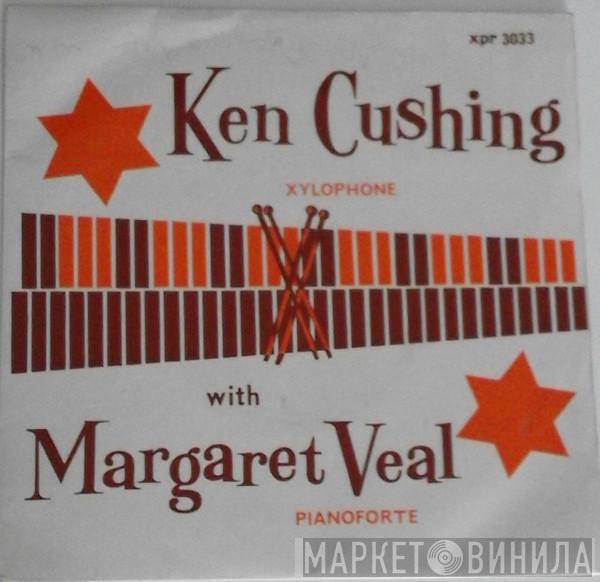 xpr 3033
Ken Cushing
XYLOPHONE
with
Margaret Veal
PIANOFORTE
МАРКЕТ ВИНИЛА